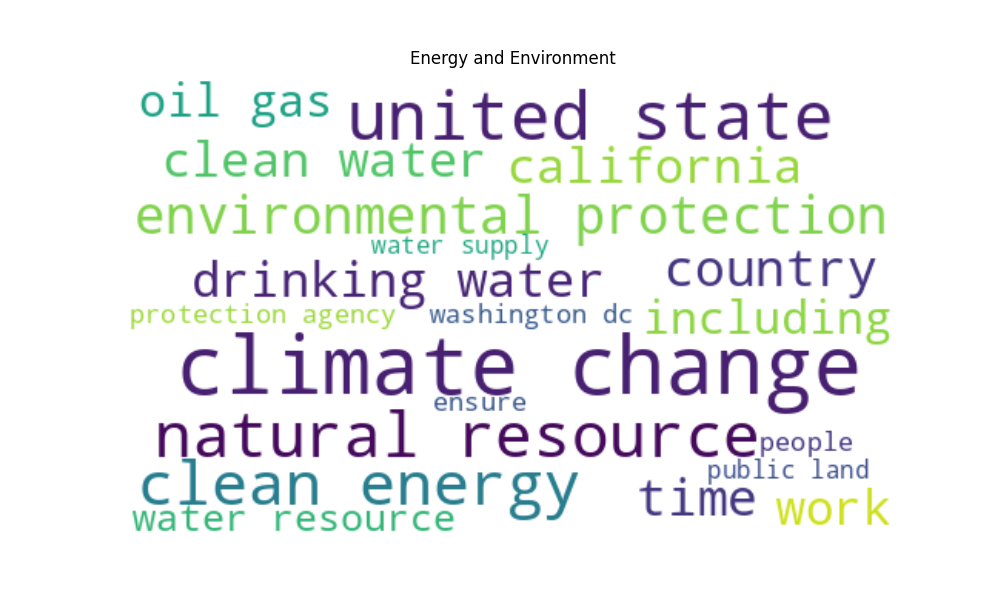 Energy and Environment
oil gas
united state
clean water
california
environmental protection
water supply
drinking water
country
protection agency
washington dc
including
climate change
ensure
natural resource
people
public land
clean energy
time
work
water resource